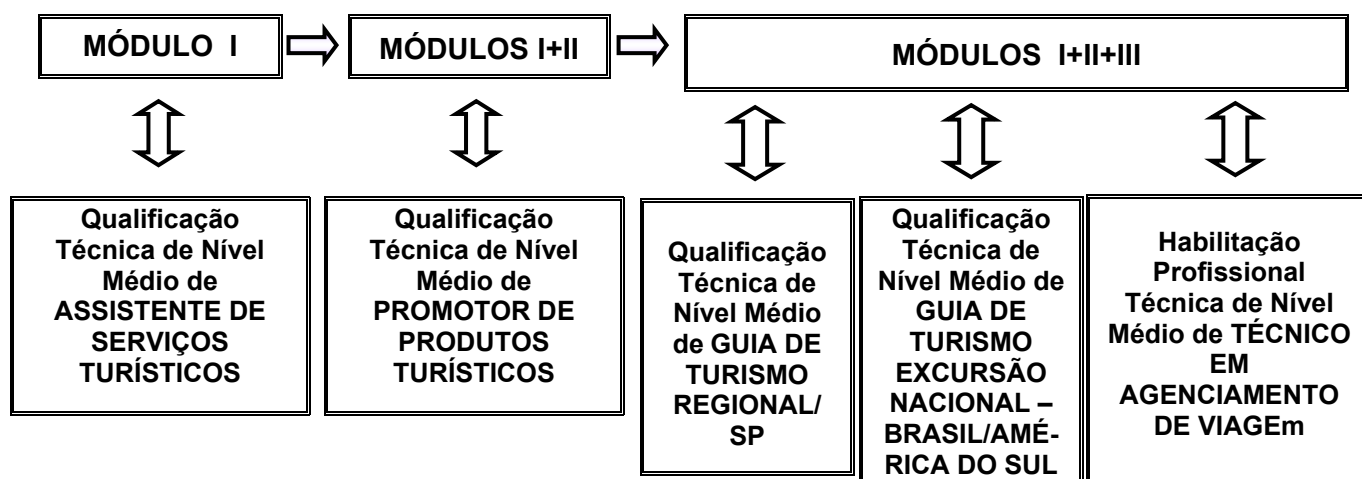 MÓDULO I
MÓDULOS I+II
MÓDULOS I+II+III
Qualificação
Técnica de Nível
Médio de
ASSISTENTE DE
SERVIÇOS
TURÍSTICOS
Qualificação
Técnica de Nível
Médio de
PROMOTOR DE
PRODUTOS
TURÍSTICOS
Qualificação
Técnica de
Nível Médio
de GUIA DE
TURISMO
REGIONAL/
SP
Qualificação
Técnica de
Nível Médio de
GUIA DE
TURISMO
EXCURSÃO
NACIONAL –
BRASIL/AMÉ-
RICA DO SUL
Habilitação
Profissional
Técnica de Nível
Médio de TÉCNICO
EM
AGENCIAMENTO
DE VIAGEm